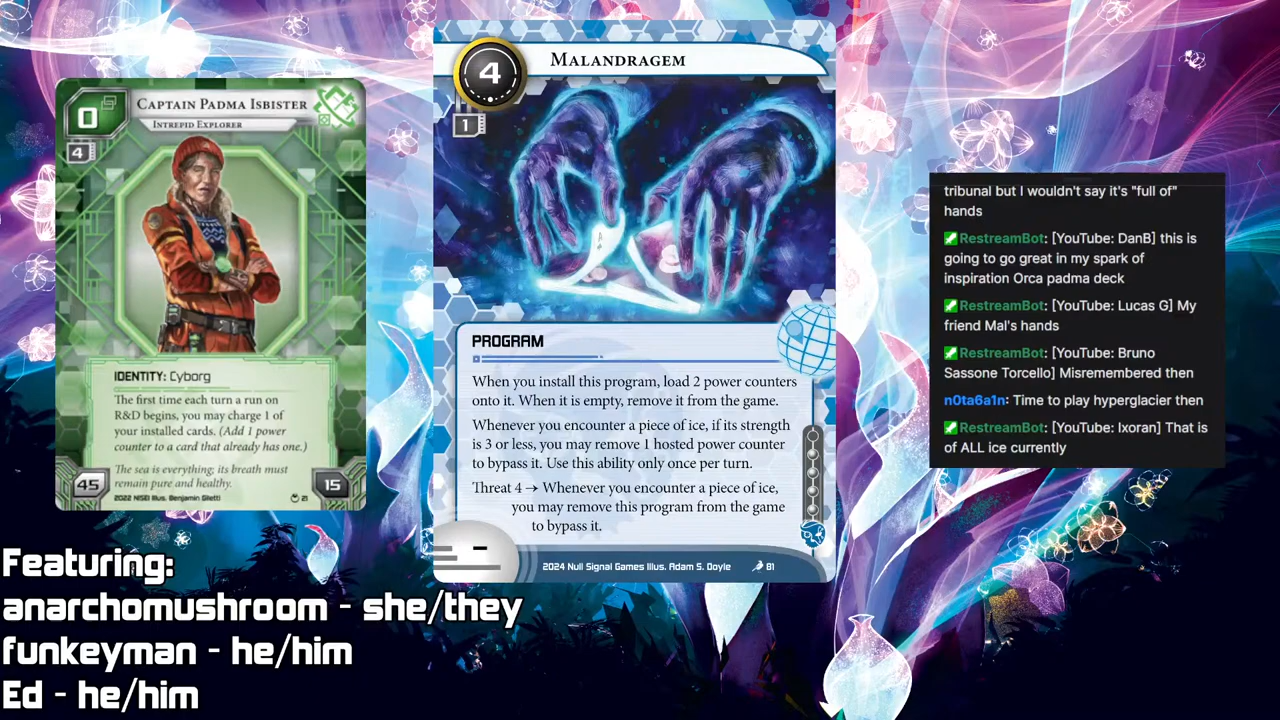 0
CAPTAIN PADMA ISBISTER
INTREPID EXPLORER
4
IDENTITY: Cyborg
The first time each turn a run on
R&D begins, you may charge 1 of
your installed cards. (Add 1 power
counter to a card that already has one.)
The sea is everything; its breath must
remain pure and healthy.
45
15
2022 NISEI Illus. Benjamin Giletti
21
4
MALANDRAGEM
1
PROGRAM
When you install this program, load 2 power counters
onto it. When it is empty, remove it from the game.
Whenever you encounter a piece of ice, if its strength
is 3 or less, you may remove 1 hosted power counter
to bypass it. Use this ability only once per turn.
Threat 4 → Whenever you encounter a piece of ice,
you may remove this program from the game
to bypass it.
-
2024 Null Signal Games Illus. Adam S. Doyle
81
tribunal but I wouldn't say it's "full of"
hands
RestreamBot: [YouTube: DanB] this is
going to go great in my spark of
inspiration Orca padma deck
RestreamBot: [YouTube: Lucas G] My
friend Mal's hands
RestreamBot: [YouTube: Bruno
Sassone Torcello] Misremembered then
n0ta6a1n: Time to play hyperglacier then
RestreamBot: [YouTube: Ixoran] That is
of ALL ice currently
Featuring:
anarchomushroom - she/they
funkeyman - he/him
Ed - he/him